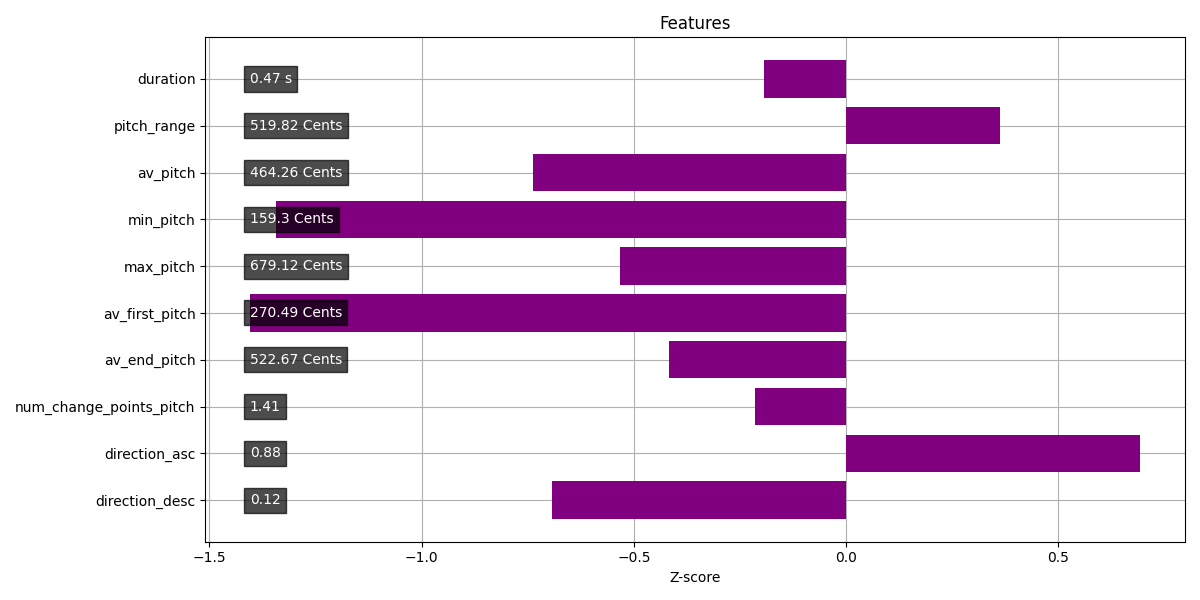 Features
duration 0.47 s
pitch_range 519.82 Cents
av_pitch 464.26 Cents
min_pitch 159.3 Cents
max_pitch 679.12 Cents
av_first_pitch 270.49 Cents
av_end_pitch 522.67 Cents
num_change_points_pitch 1.41
direction_asc 0.88
direction_desc 0.12
−1.5 −1.0 −0.5 0.0 0.5
Z-score